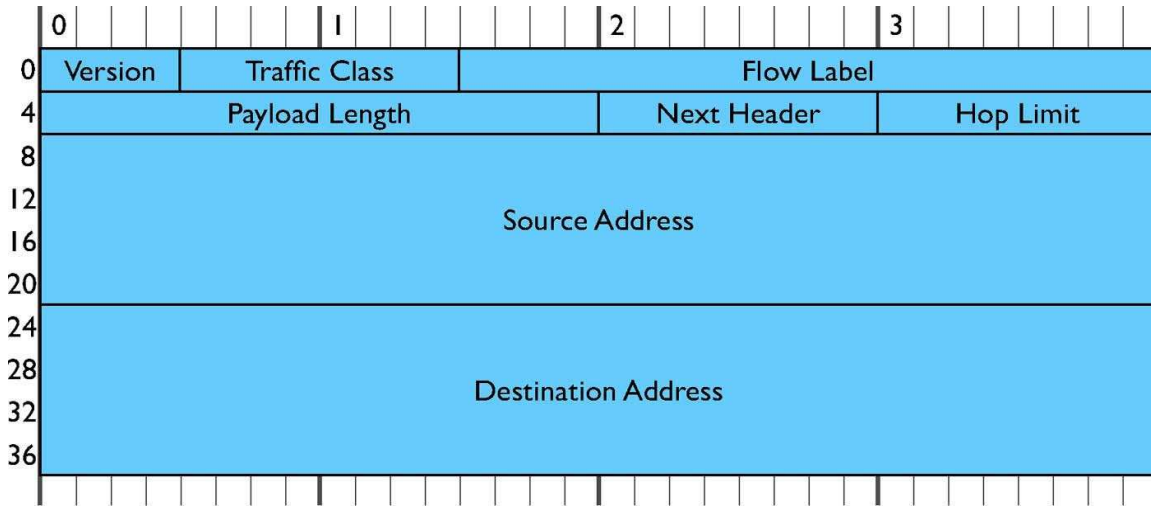 0 1 2 3
0 Version Traffic Class Flow Label
4 Payload Length Next Header Hop Limit
8
12
Source Address
16
20
24
28
Destination Address
32
36